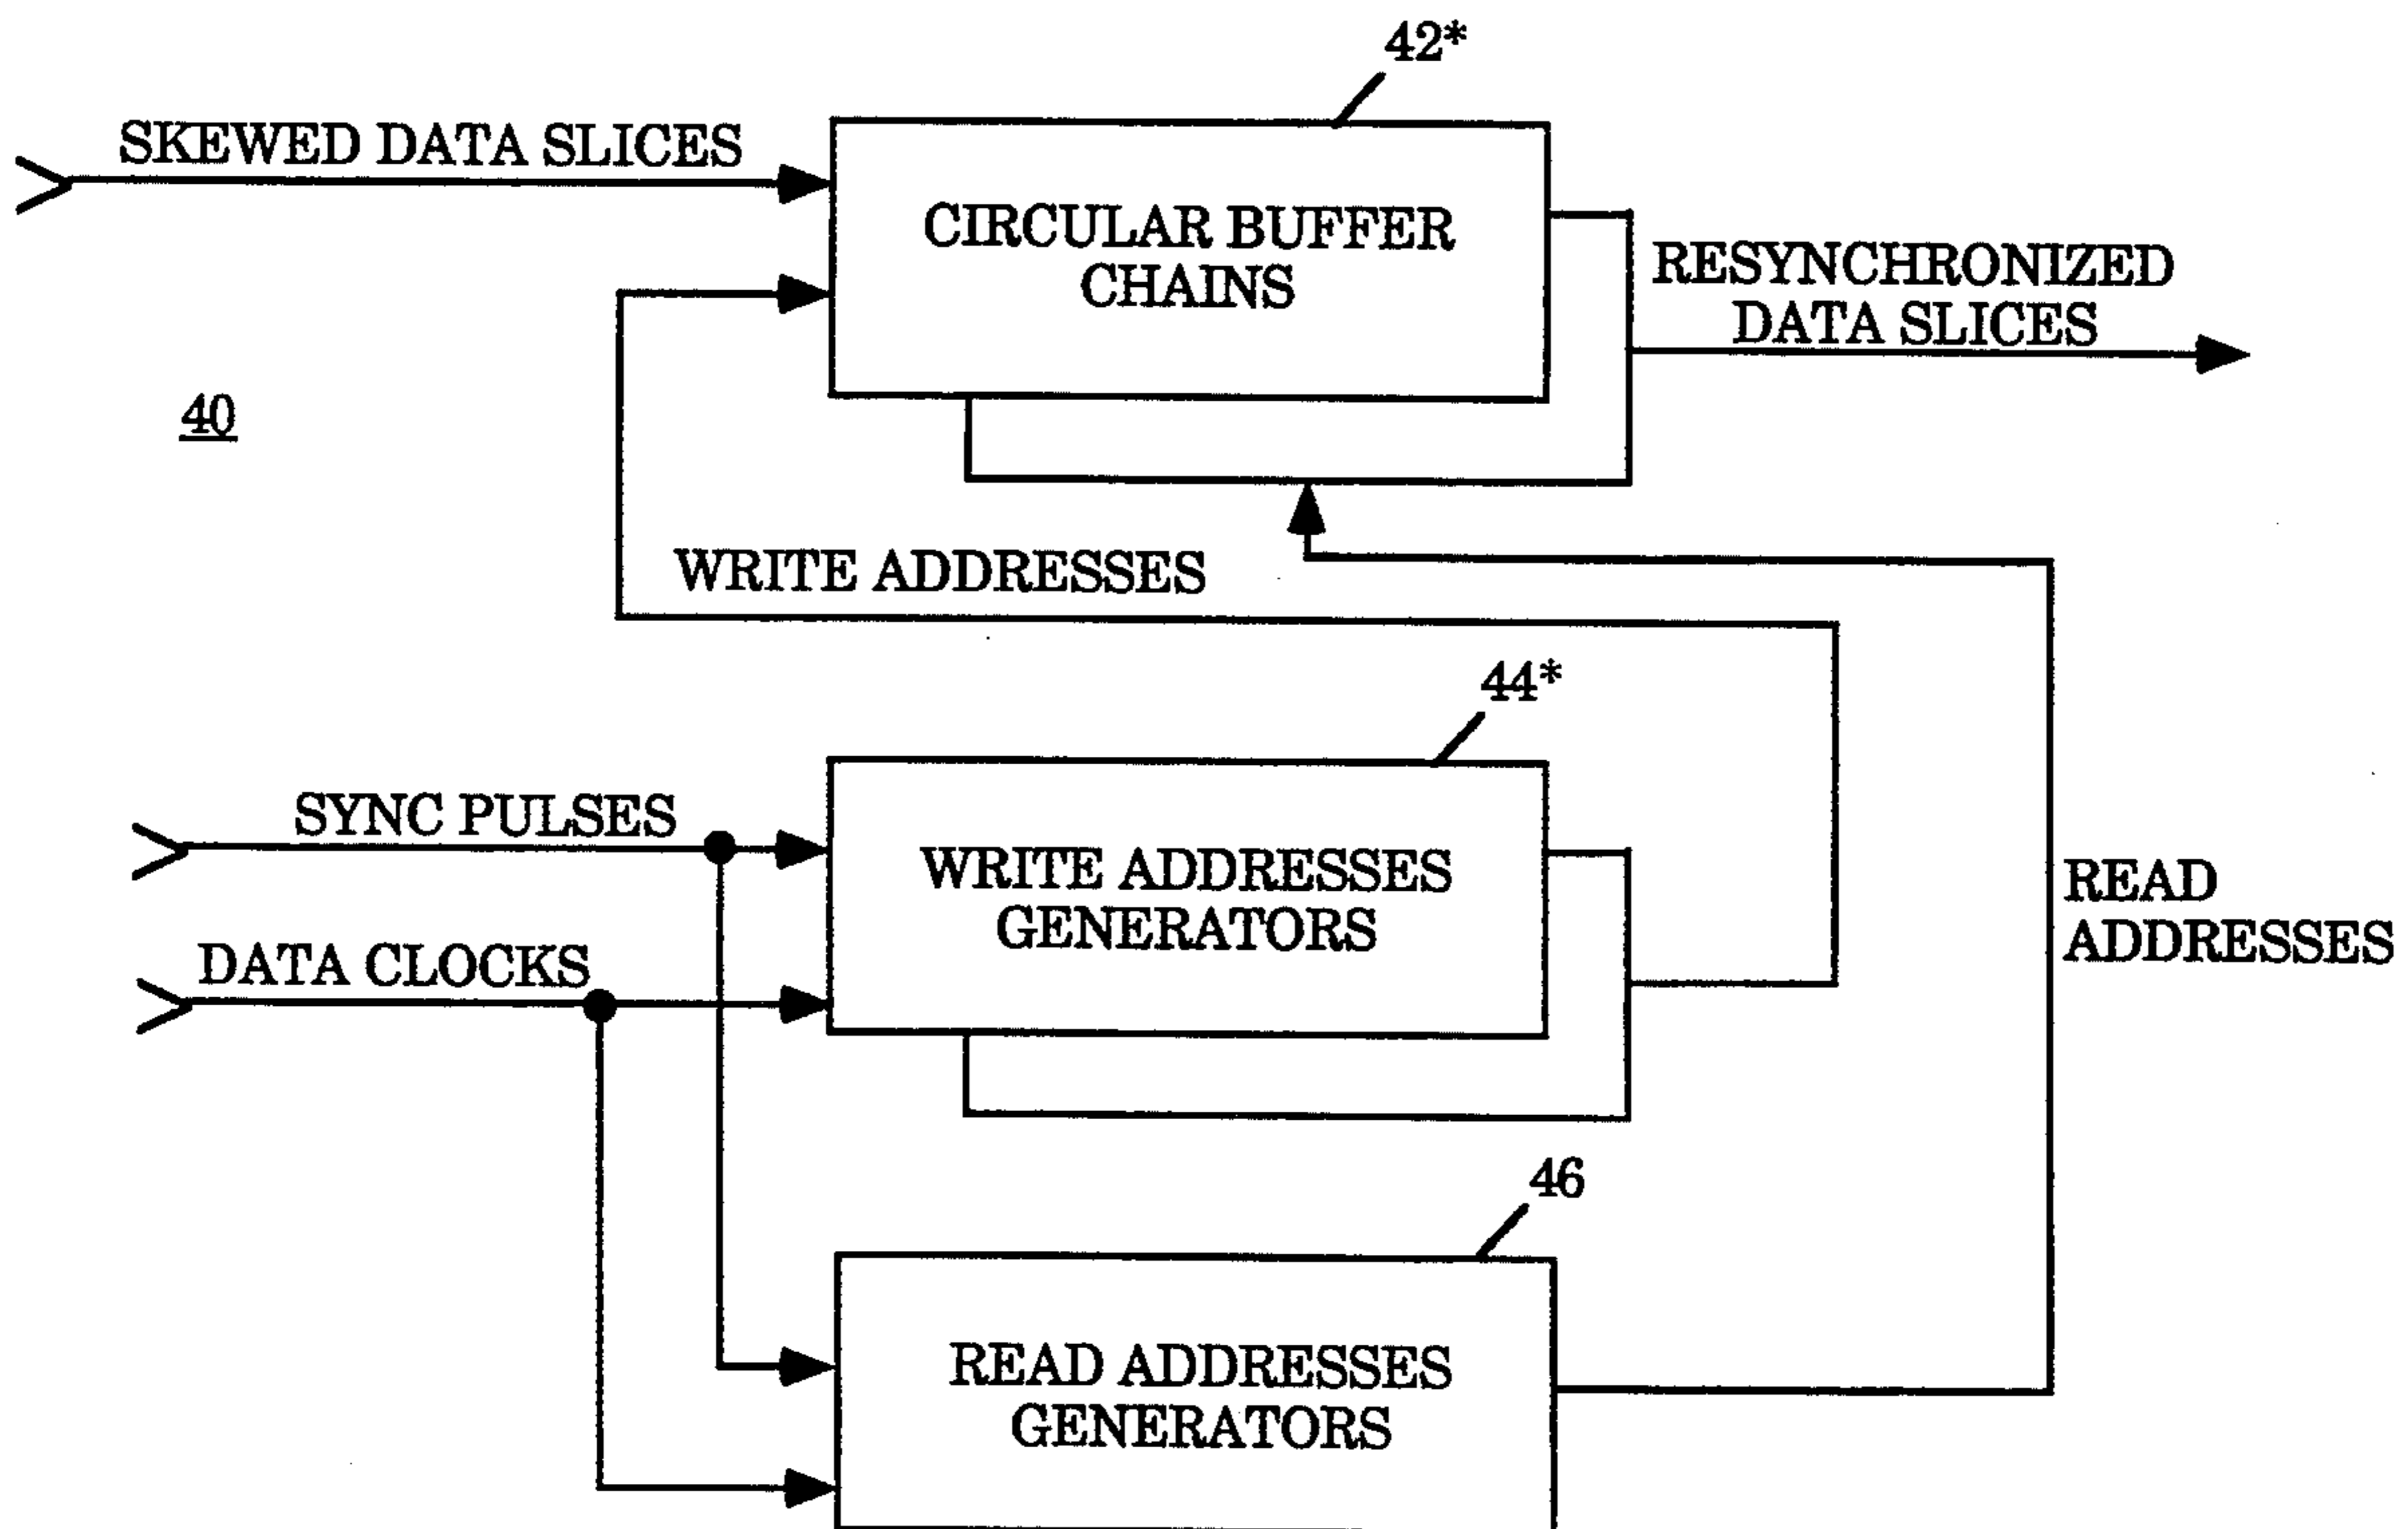 42*
SKEWED DATA SLICES
CIRCULAR BUFFER
CHAINS
RESYNCHRONIZED
DATA SLICES
40
WRITE ADDRESSES
44*
SYNC PULSES
WRITE ADDRESSES
GENERATORS
READ
ADDRESSES
DATA CLOCKS
46
READ ADDRESSES
GENERATORS